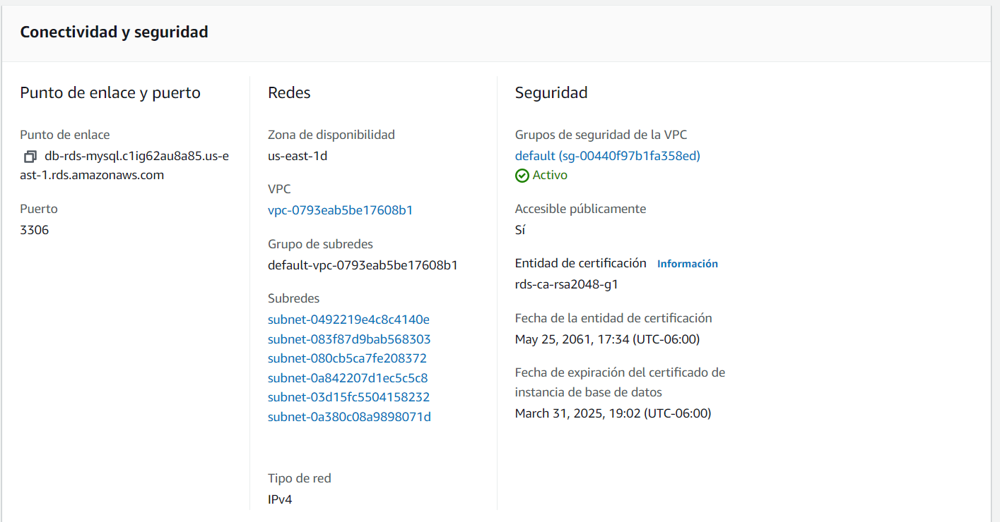 Conectividad y seguridad
Punto de enlace y puerto
Punto de enlace
db-rds-mysql.c1ig62au8a85.us-e
ast-1.rds.amazonaws.com
Puerto
3306
Redes
Zona de disponibilidad
us-east-1d
VPC
vpc-0793eab5be17608b1
Grupo de subredes
default-vpc-0793eab5be17608b1
Subredes
subnet-0492219e4c8c4140e
subnet-083f87d9bab568303
subnet-080cb5ca7fe208372
subnet-0a842207d1ec5c5c8
subnet-03d15fc5504158232
subnet-0a380c08a9898071d
Tipo de red
IPv4
Seguridad
Grupos de seguridad de la VPC
default (sg-00440f97b1fa358ed)
Activo
Accesible públicamente
Sí
Entidad de certificación Información
rds-ca-rsa2048-g1
Fecha de la entidad de certificación
May 25, 2061, 17:34 (UTC-06:00)
Fecha de expiración del certificado de
instancia de base de datos
March 31, 2025, 19:02 (UTC-06:00)